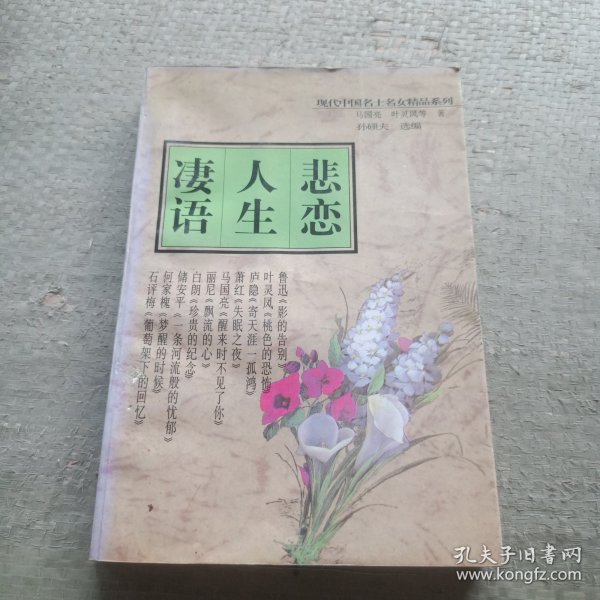 现代中国名士名女精品系列
马国亮 叶灵凤等 著
孙硕夫 选编
悲恋
人生
凄语
鲁迅《影的告别》
叶灵凤《桃色的恐怖》
庐隐《寄天涯一孤鸿》
萧红《失眠之夜》
马国亮《醒来时不见了你》
丽尼《飘流的心》
白朗《珍贵的纪念》
储安平《一条河流般的忧郁》
何家槐《梦醒的时候》
石评梅《葡萄架下的回忆》
孔夫子旧书网
www.kongfz.com